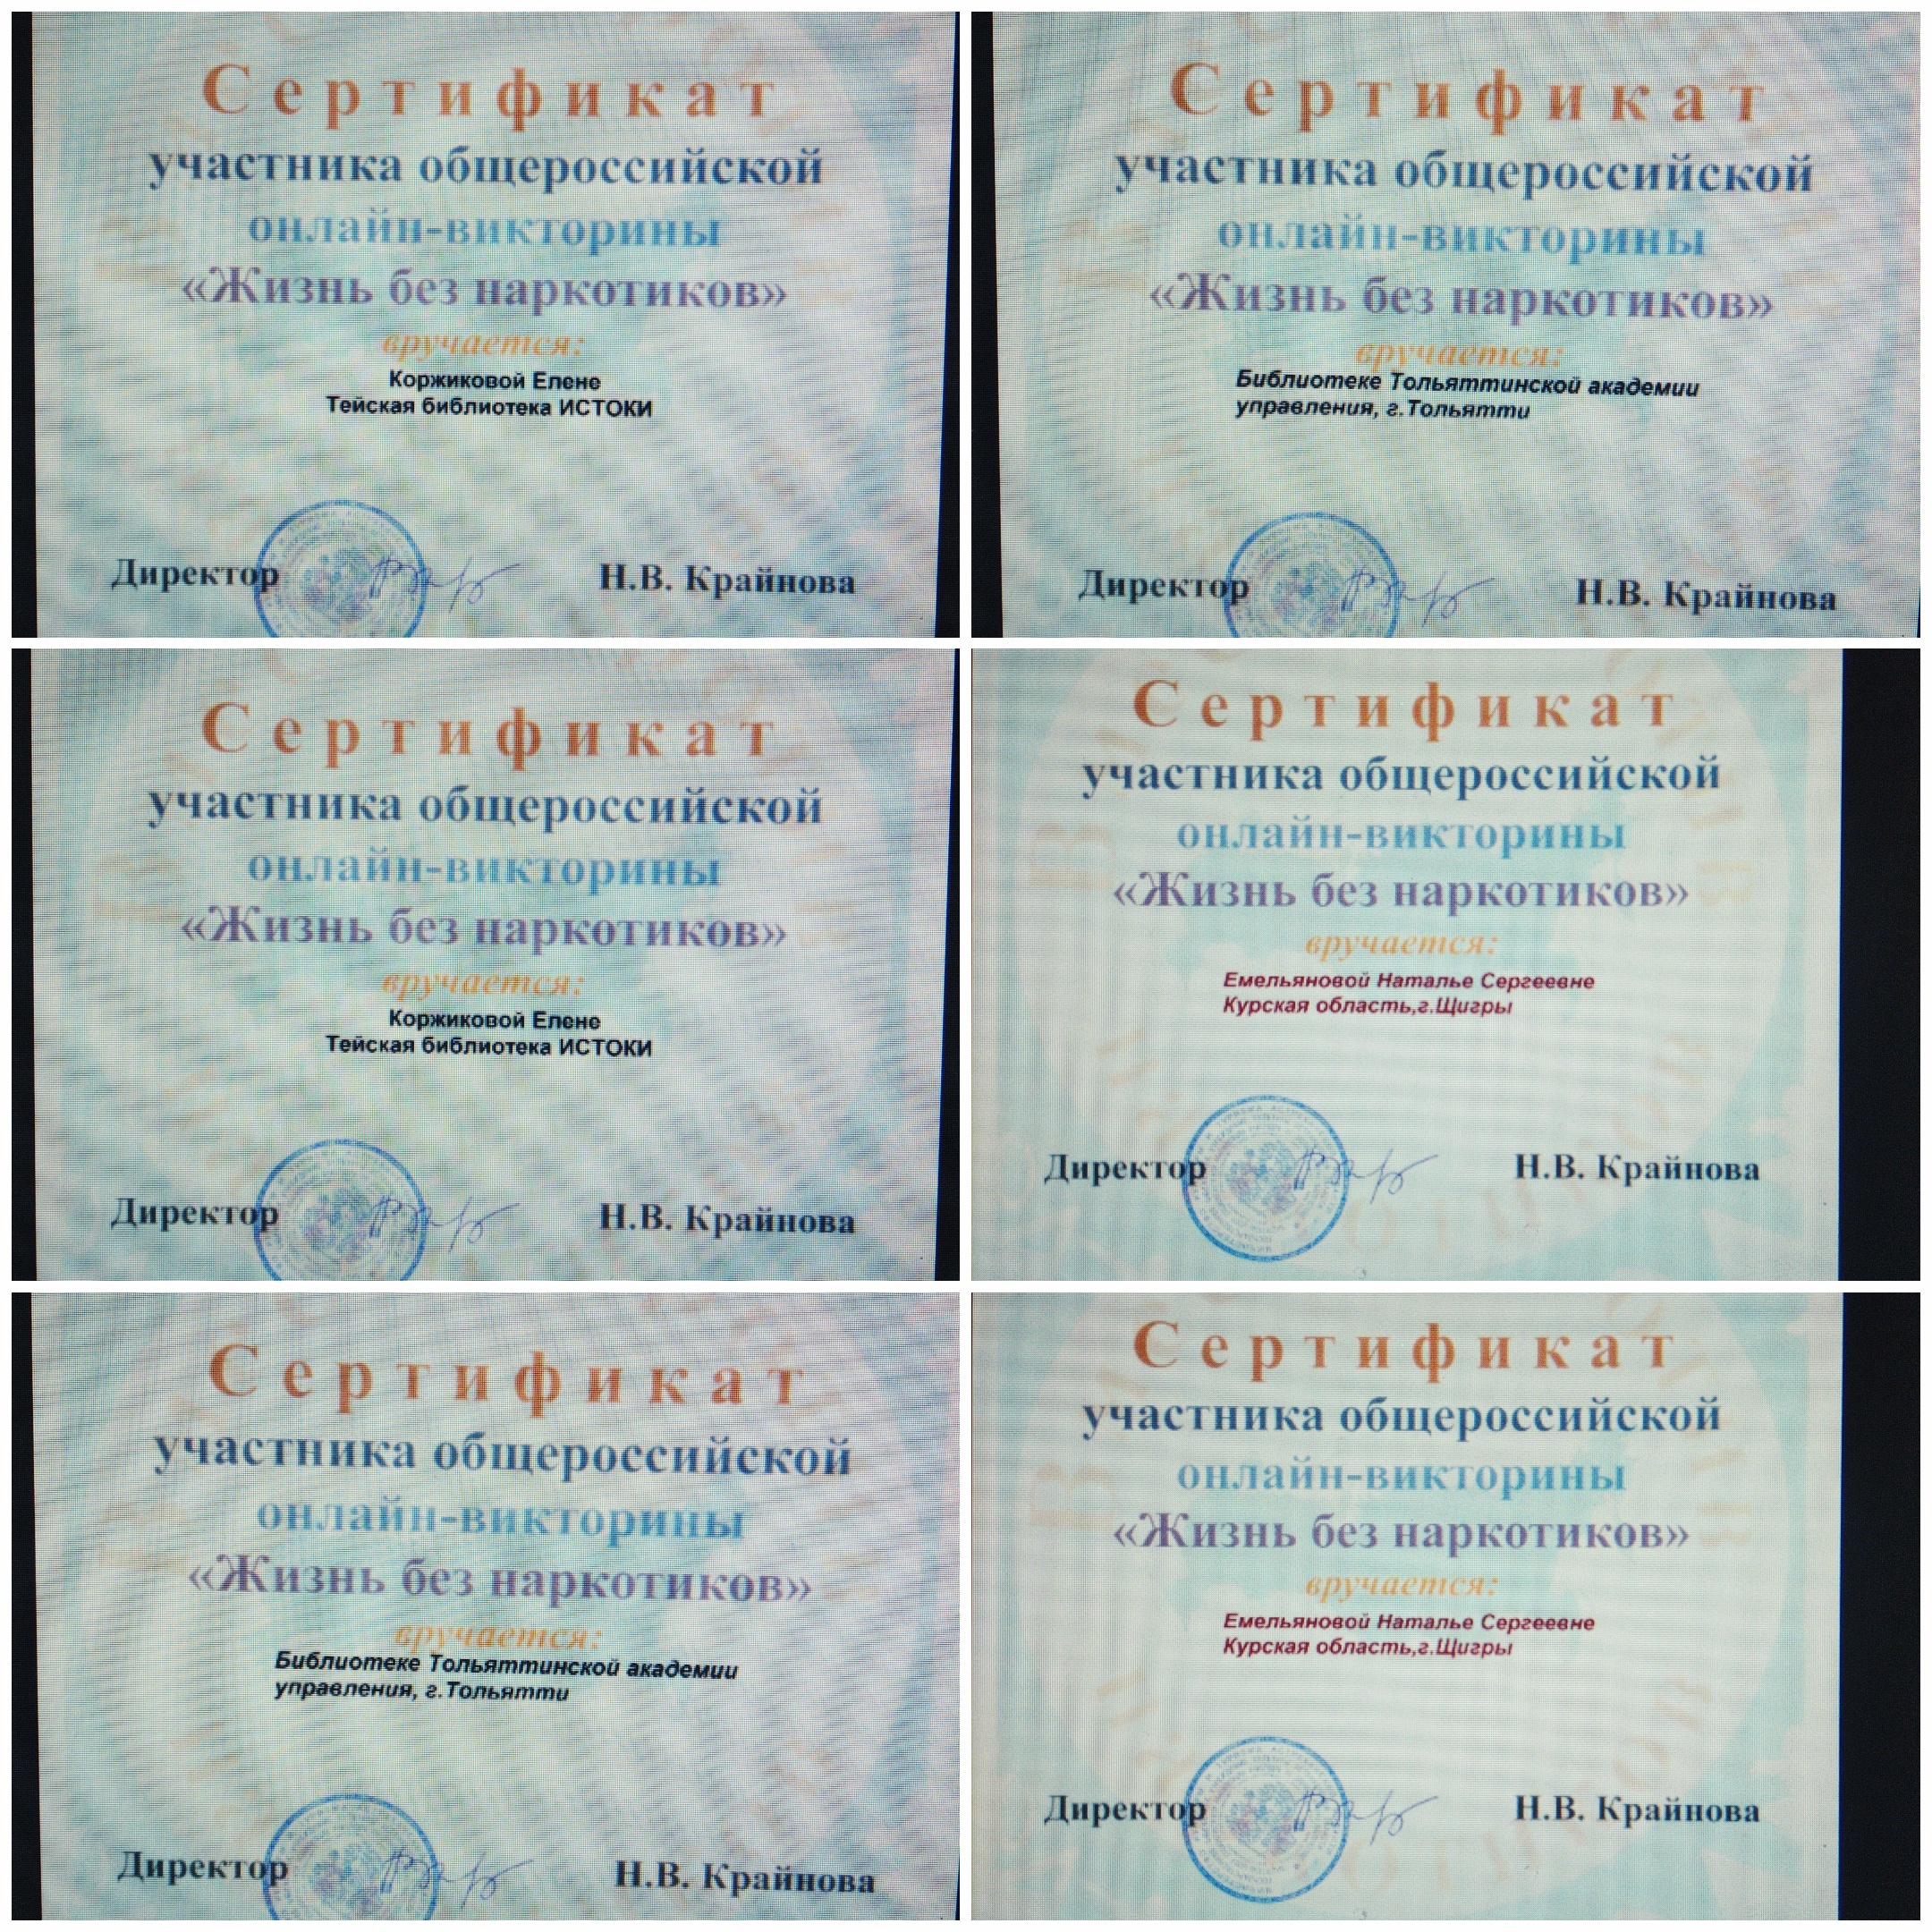 Сертификат
участника общероссийской
онлайн-викторины
«Жизнь без наркотиков»
вручается:
Коржиковой Елене
Тейская библиотека ИСТОКИ
Директор
Н.В. Крайнова
Сертификат
участника общероссийской
онлайн-викторины
«Жизнь без наркотиков»
вручается:
Библиотеке Тольяттинской академии
управления, г.Тольятти
Директор
Н.В. Крайнова
Сертификат
участника общероссийской
онлайн-викторины
«Жизнь без наркотиков»
вручается:
Коржиковой Елене
Тейская библиотека ИСТОКИ
Директор
Н.В. Крайнова
Сертификат
участника общероссийской
онлайн-викторины
«Жизнь без наркотиков»
вручается:
Емельяновой Наталье Сергеевне
Курская область,г.Щигры
Директор
Н.В. Крайнова
Сертификат
участника общероссийской
онлайн-викторины
«Жизнь без наркотиков»
вручается:
Библиотеке Тольяттинской академии
управления, г.Тольятти
Директор
Н.В. Крайнова
Сертификат
участника общероссийской
онлайн-викторины
«Жизнь без наркотиков»
вручается:
Емельяновой Наталье Сергеевне
Курская область,г.Щигры
Директор
Н.В. Крайнова